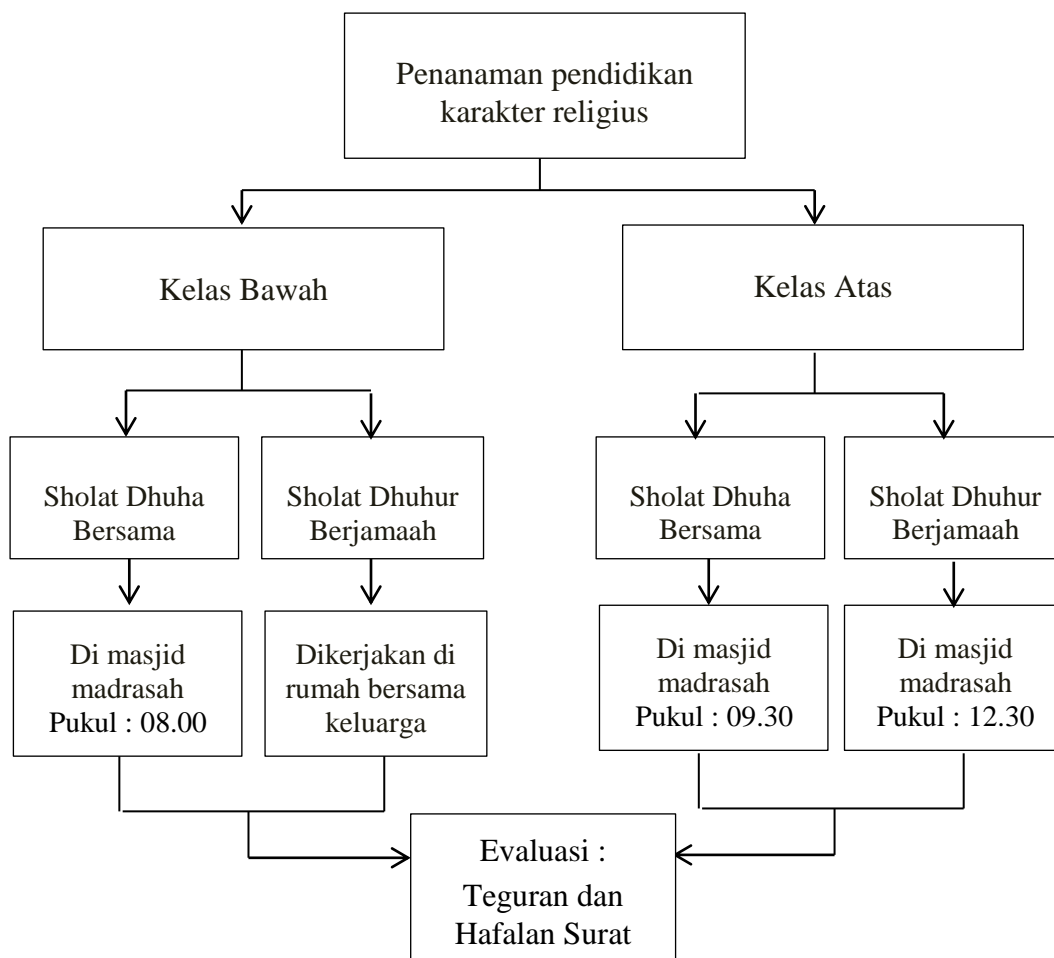 Penanaman pendidikan
karakter religius
Kelas Bawah
Kelas Atas
Sholat Dhuha
Bersama
Sholat Dhuhur
Berjamaah
Sholat Dhuha
Bersama
Sholat Dhuhur
Berjamaah
Di masjid
madrasah
Pukul : 08.00
Dikerjakan di
rumah bersama
keluarga
Di masjid
madrasah
Pukul : 09.30
Di masjid
madrasah
Pukul : 12.30
Evaluasi :
Teguran dan
Hafalan Surat